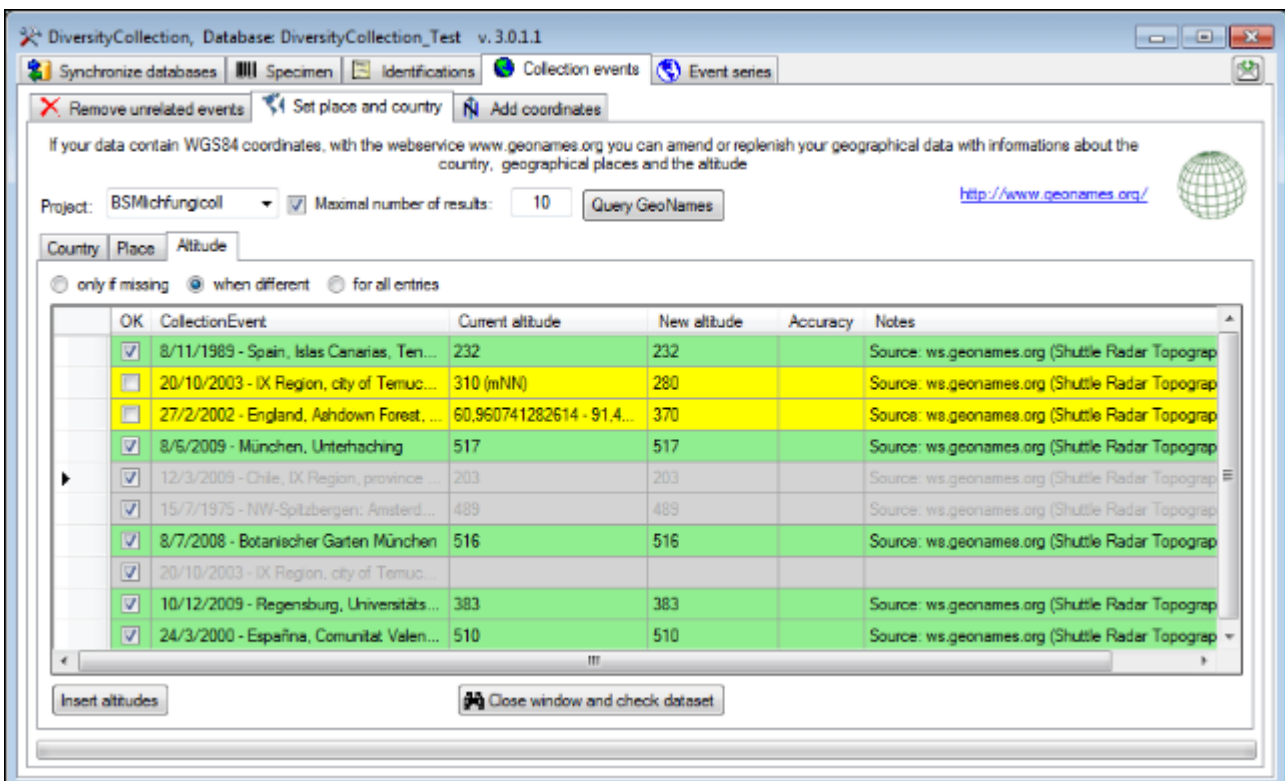 DiversityCollection, Database: DiversityCollection_Test v. 3.0.1.1
Synchronize databases Specimen Identifications Collection events Event series
Remove unrelated events Set place and country Add coordinates
If your data contain WGS84 coordinates, with the webservice www.geonames.org you can amend or replenish your geographical data with informations about the
country, geographical places and the altitude
Project: BSMlichfungicoll Maximal number of results: 10 Query GeoNames http://www.geonames.org/
Country Place Altitude
only if missing when different for all entries
OK CollectionEvent Current altitude New altitude Accuracy Notes
8/11/1989 - Spain, Islas Canarias, Ten... 232 232 Source: ws.geonames.org (Shuttle Radar Topograp
20/10/2003 - IX Region, city of Temuc... 310 (mNN) 280 Source: ws.geonames.org (Shuttle Radar Topograp
27/2/2002 - England, Ashdown Forest, ... 60,960741282614 - 91,4... 370 Source: ws.geonames.org (Shuttle Radar Topograp
8/6/2009 - München, Unterhaching 517 517 Source: ws.geonames.org (Shuttle Radar Topograp
12/3/2009 - Chile, IX Region, province ... 203 203 Source: ws.geonames.org (Shuttle Radar Topograp
15/7/1975 - NW-Spitzbergen: Amsterd... 489 489 Source: ws.geonames.org (Shuttle Radar Topograp
8/7/2008 - Botanischer Garten München 516 516 Source: ws.geonames.org (Shuttle Radar Topograp
20/10/2003 - IX Region, city of Temuc...
10/12/2009 - Regensburg, Universitäts... 383 383 Source: ws.geonames.org (Shuttle Radar Topograp
24/3/2000 - Españna, Comunitat Valen... 510 510 Source: ws.geonames.org (Shuttle Radar Topograp
Insert altitudes Close window and check dataset